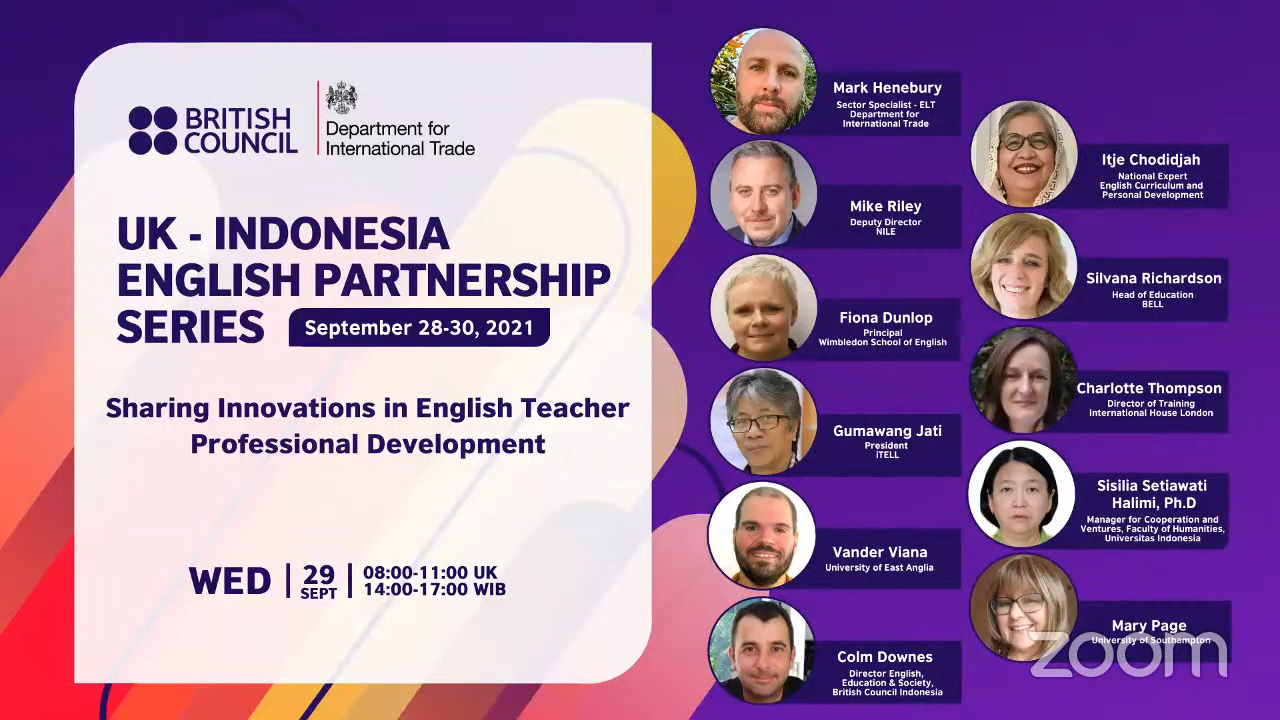 BRITISH
COUNCIL
Department for
International Trade
UK - INDONESIA
ENGLISH PARTNERSHIP
SERIES
September 28-30, 2021
Sharing Innovations in English Teacher
Professional Development
WED
29
SEPT
08:00-11:00 UK
14:00-17:00 WIB
Mark Henebury
Sector Specialist - ELT
Department for
International Trade
Mike Riley
Deputy Director
NILE
Fiona Dunlop
Principal
Wimbledon School of English
Gumawang Jati
President
iTELL
Vander Viana
University of East Anglia
Colm Downes
Director English,
Education & Society,
British Council Indonesia
Itje Chodidjah
National Expert
English Curriculum and
Personal Development
Silvana Richardson
Head of Education
BELL
Charlotte Thompson
Director of Training
International House London
Sisilia Setiawati
Halimi, Ph.D
Manager for Cooperation and
Ventures, Faculty of Humanities,
Universitas Indonesia
Mary Page
University of Southampton
zoom